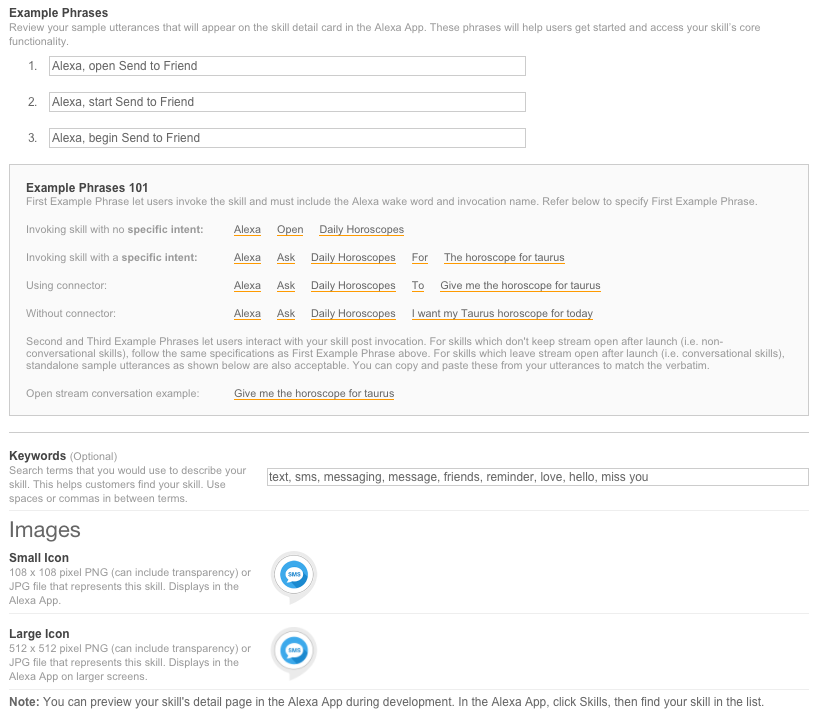 Example Phrases
Review your sample utterances that will appear on the skill detail card in the Alexa App. These phrases will help users get started and access your skill's core
functionality.
1. Alexa, open Send to Friend
2. Alexa, start Send to Friend
3. Alexa, begin Send to Friend
Example Phrases 101
First Example Phrase let users invoke the skill and must include the Alexa wake word and invocation name. Refer below to specify First Example Phrase.
Invoking skill with no specific intent: Alexa Open Daily Horoscopes
Invoking skill with a specific intent: Alexa Ask Daily Horoscopes For The horoscope for taurus
Using connector: Alexa Ask Daily Horoscopes To Give me the horoscope for taurus
Without connector: Alexa Ask Daily Horoscopes I want my Taurus horoscope for today
Second and Third Example Phrases let users interact with your skill post invocation. For skills which don't keep stream open after launch (i.e. non-
conversational skills), follow the same specifications as First Example Phrase above. For skills which leave stream open after launch (i.e. conversational skills),
standalone sample utterances as shown below are also acceptable. You can copy and paste these from your utterances to match the verbatim.
Open stream conversation example: Give me the horoscope for taurus
Keywords (Optional)
Search terms that you would use to describe your
skill. This helps customers find your skill. Use
spaces or commas in between terms.
text, sms, messaging, message, friends, reminder, love, hello, miss you
Images
Small Icon
108 x 108 pixel PNG (can include transparency) or
JPG file that represents this skill. Displays in the
Alexa App.
SMS
Large Icon
512 x 512 pixel PNG (can include transparency) or
JPG file that represents this skill. Displays in the
Alexa App on larger screens.
SMS
Note: You can preview your skill's detail page in the Alexa App during development. In the Alexa App, click Skills, then find your skill in the list.